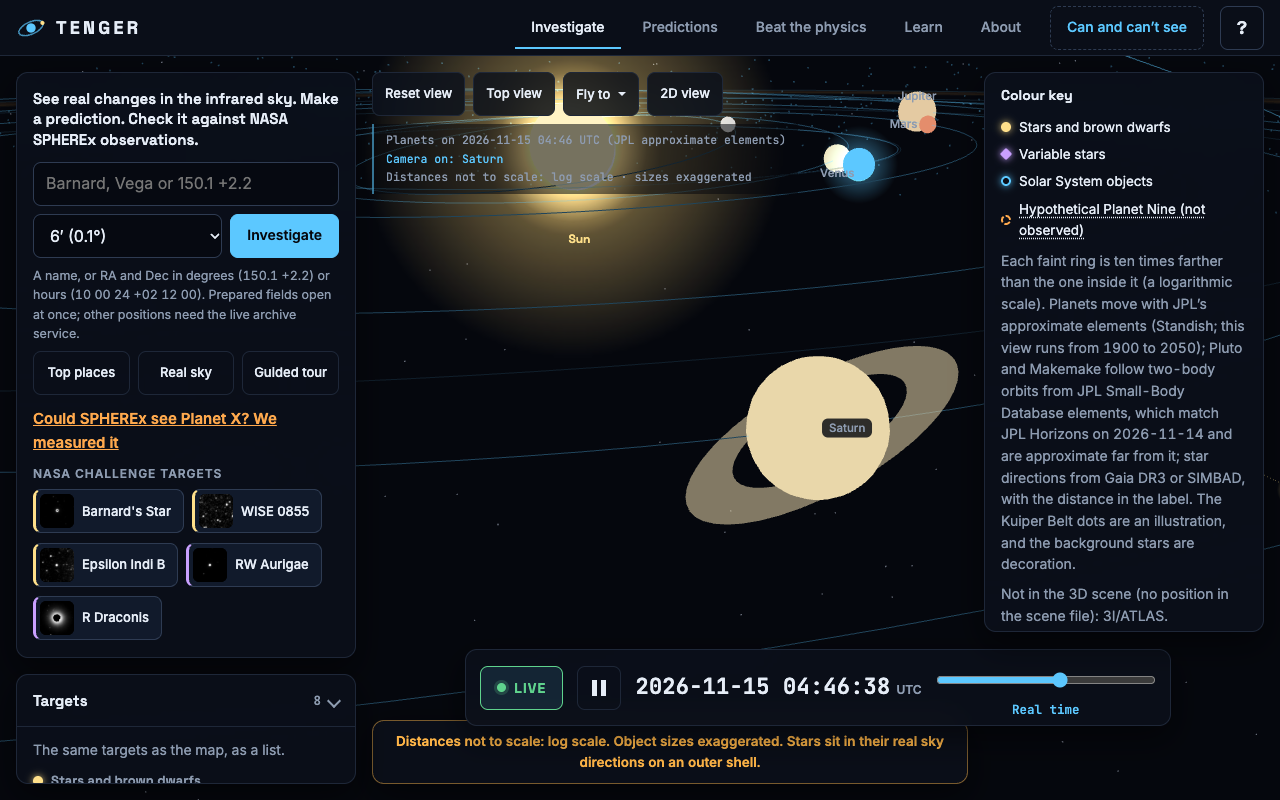 TENGER
Investigate
Predictions
Beat the physics
Learn
About
Can and can't see
?
See real changes in the infrared sky. Make
a prediction. Check it against NASA
SPHEREx observations.
Barnard, Vega or 150.1 +2.2
6′ (0.1°)
Investigate
A name, or RA and Dec in degrees (150.1 +2.2) or
hours (10 00 24 +02 12 00). Prepared fields open
at once; other positions need the live archive
service.
Top places
Real sky
Guided tour
Could SPHEREx see Planet X? We
measured it
NASA CHALLENGE TARGETS
Barnard's Star
WISE 0855
Epsilon Indi B
RW Aurigae
R Draconis
Targets
8
The same targets as the map, as a list.
Stars and brown dwarfs
Reset view
Top view
Fly to
2D view
Planets on 2026-11-15 04:46 UTC (JPL approximate elements)
Camera on: Saturn
Distances not to scale: log scale · sizes exaggerated
Jupiter
Mars
Venus
Sun
Saturn
LIVE
2026-11-15 04:46:38 UTC
Real time
Distances not to scale: log scale. Object sizes exaggerated. Stars sit in their real sky
directions on an outer shell.
Colour key
Stars and brown dwarfs
Variable stars
Solar System objects
Hypothetical Planet Nine (not
observed)
Each faint ring is ten times farther
than the one inside it (a logarithmic
scale). Planets move with JPL's
approximate elements (Standish; this
view runs from 1900 to 2050); Pluto
and Makemake follow two-body
orbits from JPL Small-Body
Database elements, which match
JPL Horizons on 2026-11-14 and
are approximate far from it; star
directions from Gaia DR3 or SIMBAD,
with the distance in the label. The
Kuiper Belt dots are an illustration,
and the background stars are
decoration.
Not in the 3D scene (no position in
the scene file): 3I/ATLAS.